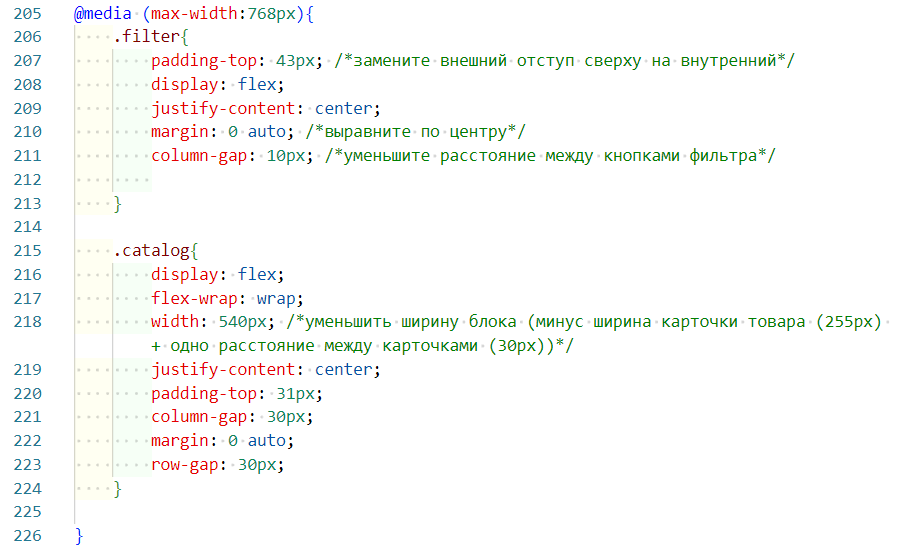 205 @media (max-width:768px){
206 .filter{
207 padding-top: 43px; /*замените внешний отступ сверху на внутренний*/
208 display: flex;
209 justify-content: center;
210 margin: 0 auto; /*выравните по центру*/
211 column-gap: 10px; /*уменьшите расстояние между кнопками фильтра*/
212
213 }
214
215 .catalog{
216 display: flex;
217 flex-wrap: wrap;
218 width: 540px; /*уменьшить ширину блока (минус ширина карточки товара (255px)
+ одно расстояние между карточками (30px))*/
219 justify-content: center;
220 padding-top: 31px;
221 column-gap: 30px;
222 margin: 0 auto;
223 row-gap: 30px;
224 }
225
226 }